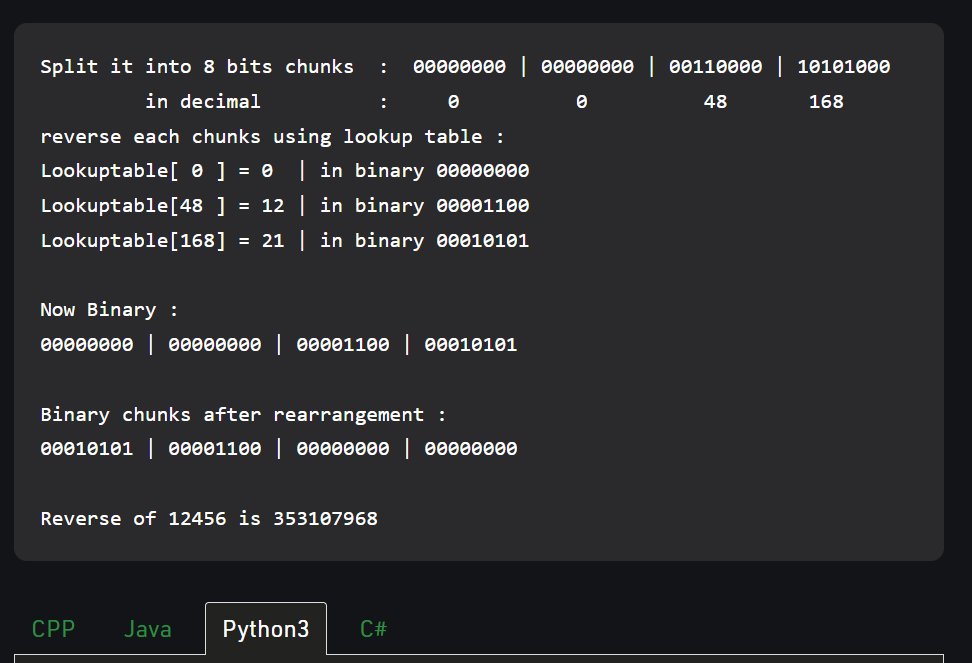 Split it into 8 bits chunks  :  00000000 | 00000000 | 00110000 | 10101000
in decimal          :     0          0          48       168
reverse each chunks using lookup table :
Lookuptable[ 0 ] = 0  | in binary 00000000
Lookuptable[48 ] = 12 | in binary 00001100
Lookuptable[168] = 21 | in binary 00010101
Now Binary :
00000000 | 00000000 | 00001100 | 00010101
Binary chunks after rearrangement :
00010101 | 00001100 | 00000000 | 00000000
Reverse of 12456 is 353107968
CPP Java Python3 C#